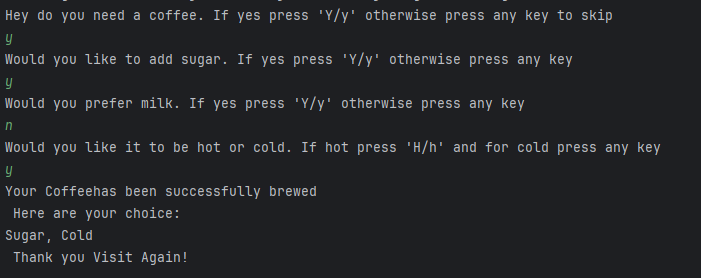 Hey do you need a coffee. If yes press 'Y/y' otherwise press any key to skip
y
Would you like to add sugar. If yes press 'Y/y' otherwise press any key
y
Would you prefer milk. If yes press 'Y/y' otherwise press any key
n
Would you like it to be hot or cold. If hot press 'H/h' and for cold press any key
y
Your Coffeehas been successfully brewed
 Here are your choice:
Sugar, Cold
 Thank you Visit Again!